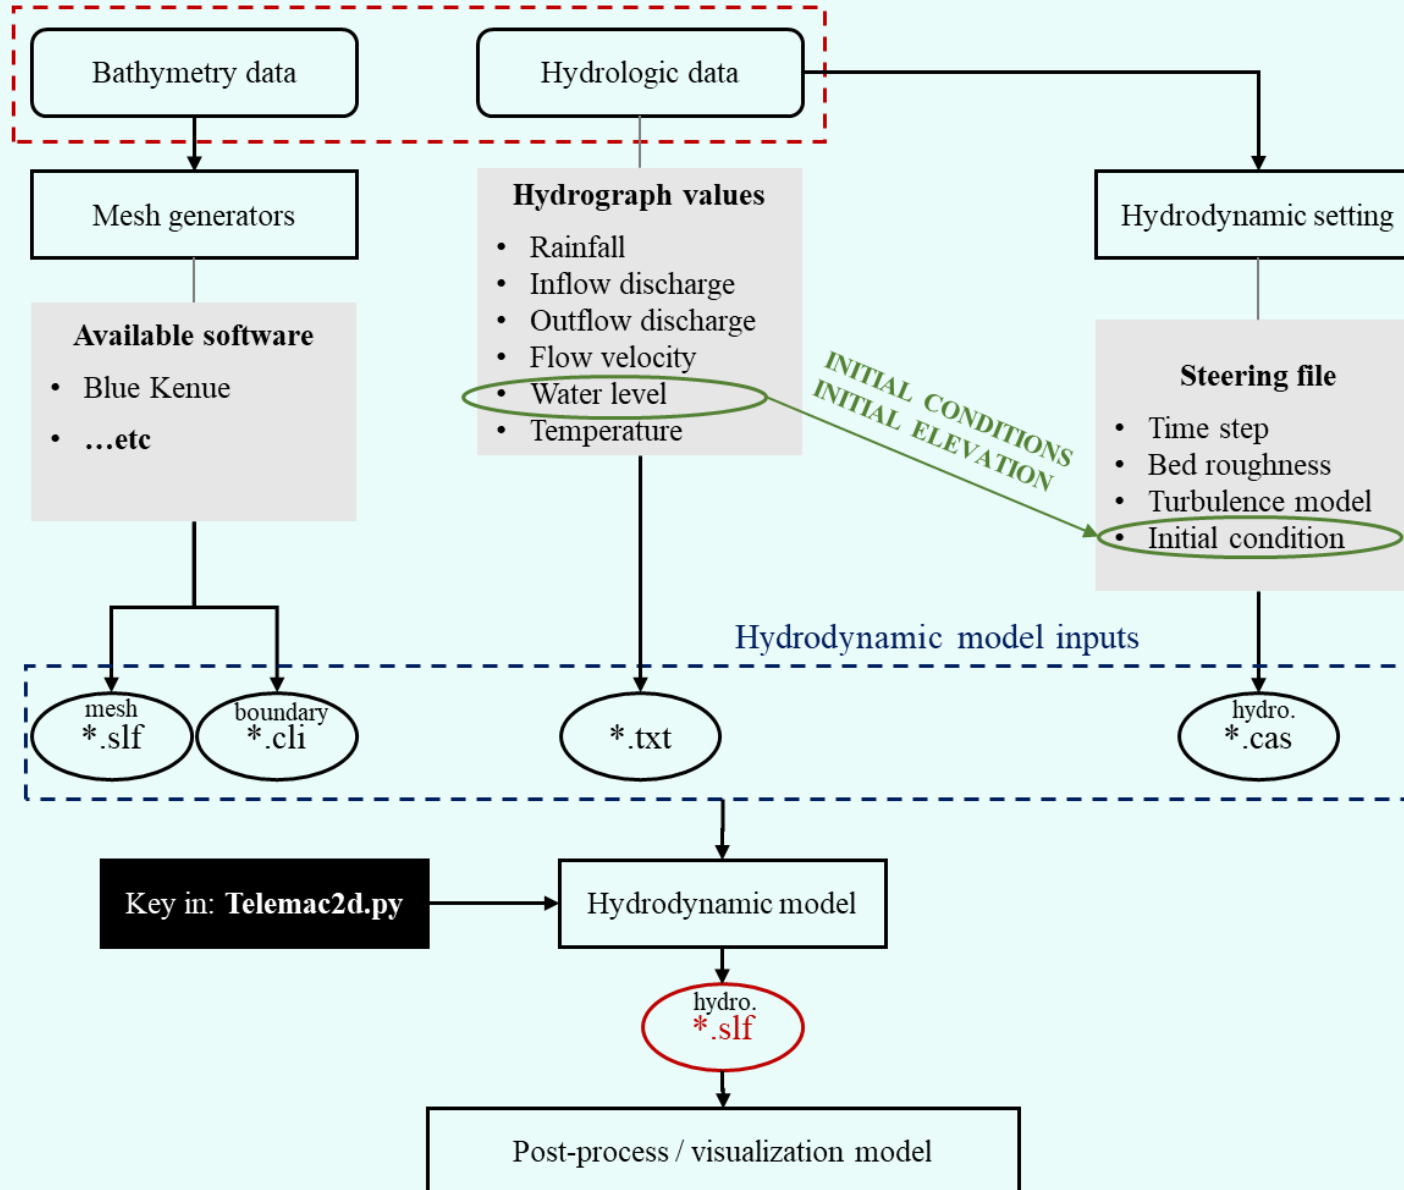 Bathymetry data
Hydrologic data
Mesh generators
Hydrograph values
• Rainfall
• Inflow discharge
• Outflow discharge
• Flow velocity
• Water level
• Temperature
Hydrodynamic setting
Available software
• Blue Kenue
• …etc
INITIAL CONDITIONS
INITIAL ELEVATION
Steering file
• Time step
• Bed roughness
• Turbulence model
• Initial condition
Hydrodynamic model inputs
mesh
*.slf
boundary
*.cli
*.txt
hydro.
*.cas
Key in: Telemac2d.py
Hydrodynamic model
hydro.
*.slf
Post-process / visualization model